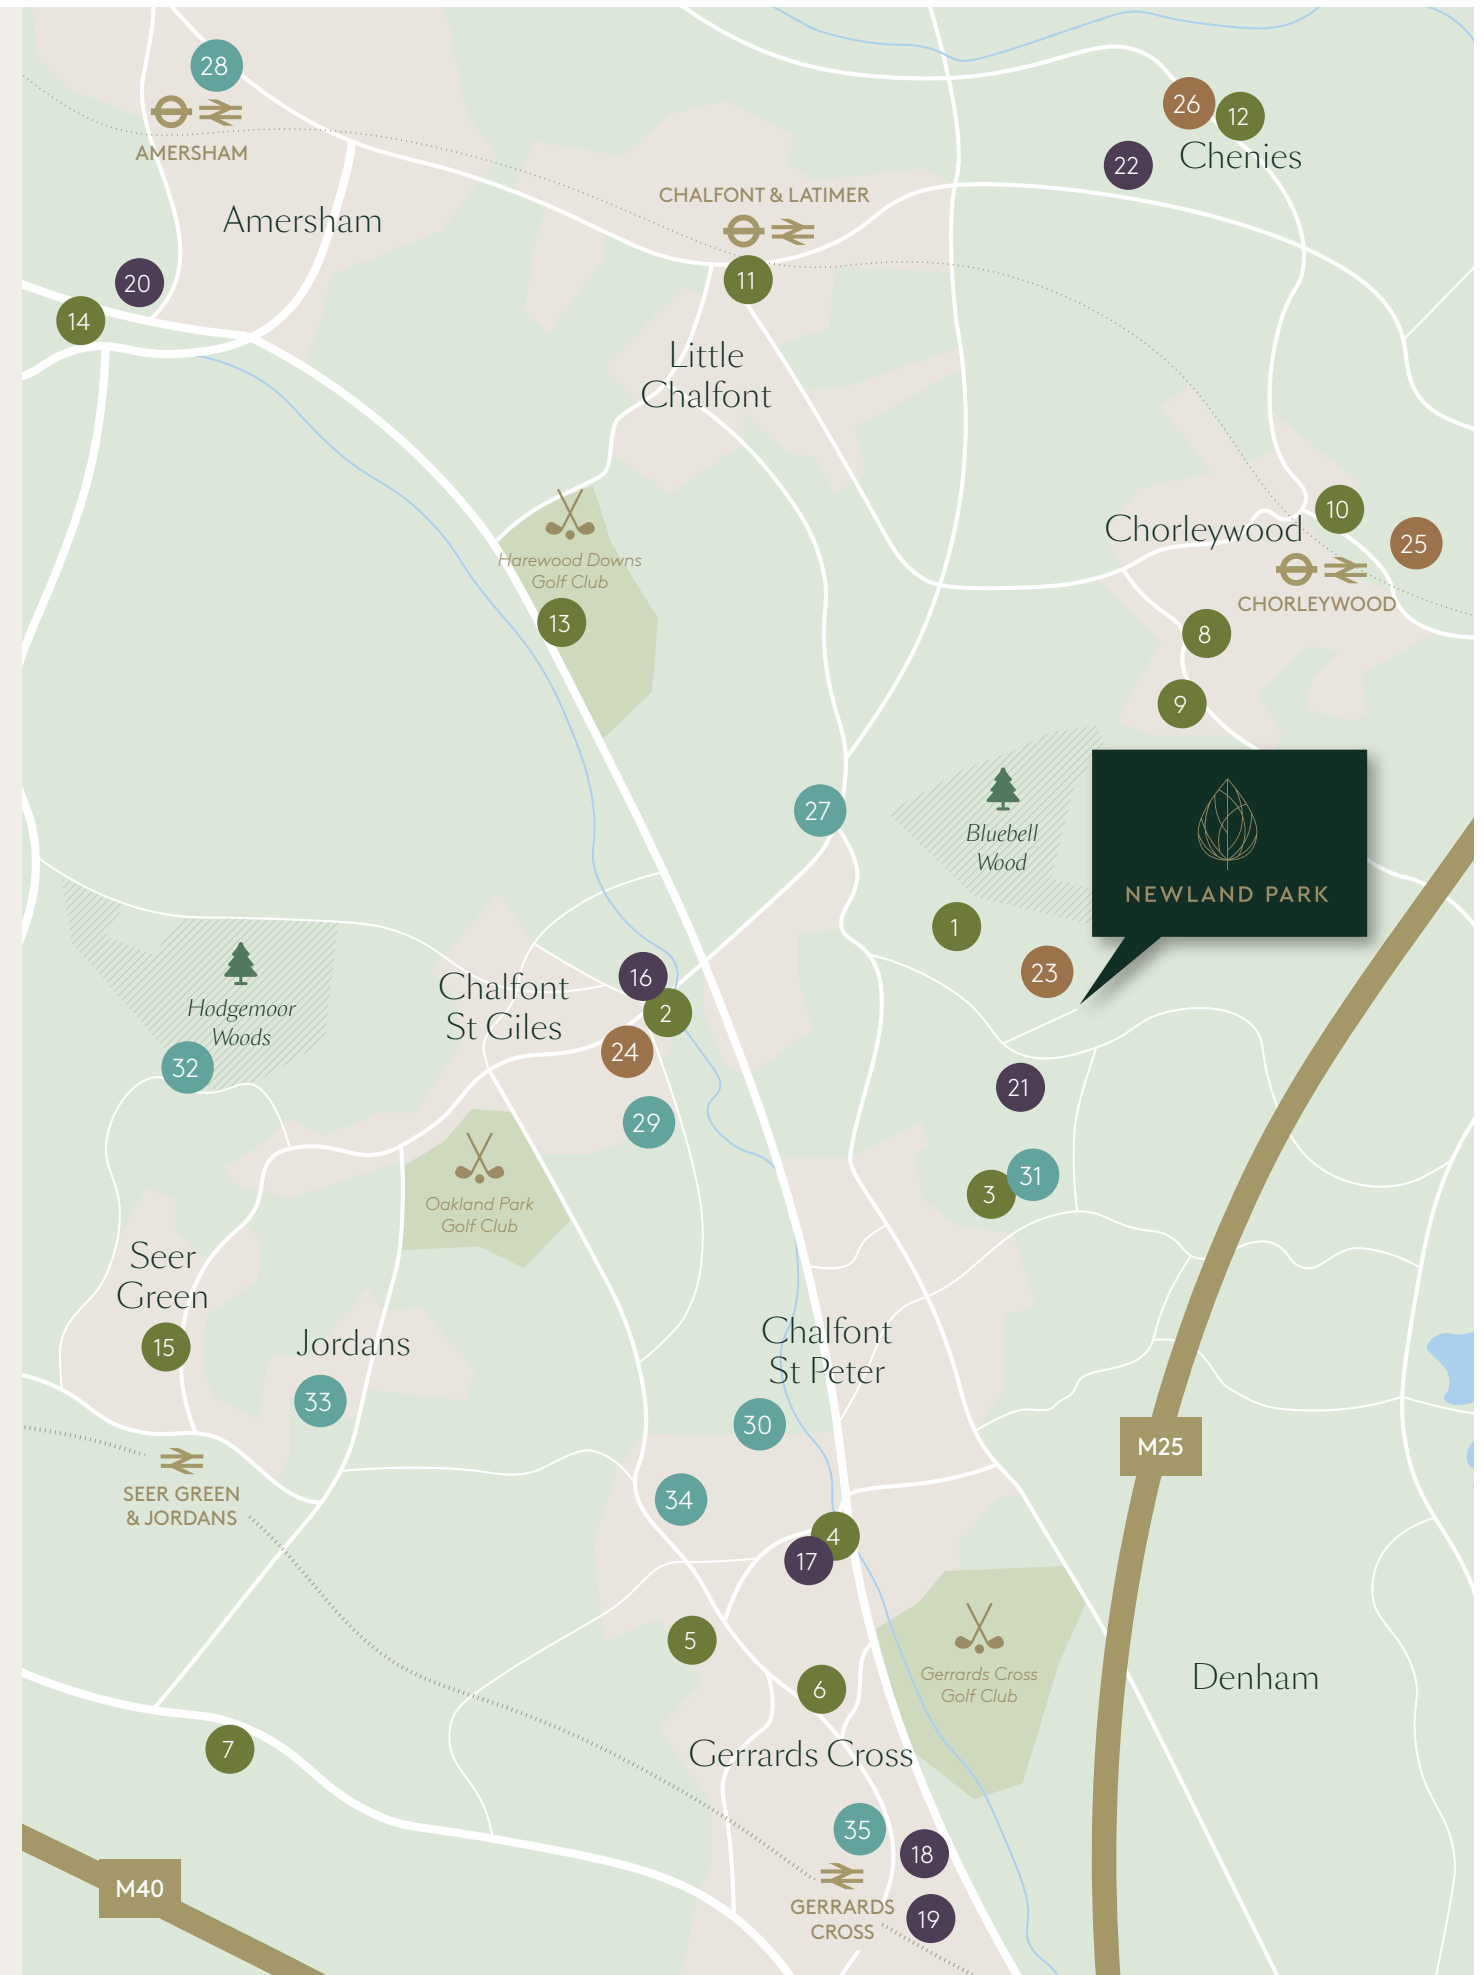 28
AMERSHAM
Amersham
26
12
22
Chenies
CHALFONT & LATIMER
11
20
14
Little
Chalfont
Harewood Downs
Golf Club
13
Chorleywood
10
25
CHORLEYWOOD
8
9
27
Bluebell
Wood
NEWLAND PARK
1
23
Hodgemoor
Woods
32
Chalfont
St Giles
16
2
24
29
21
3
31
Oakland Park
Golf Club
Seer
Green
15
Jordans
33
Chalfont
St Peter
30
34
M25
SEER GREEN
& JORDANS
4
17
5
6
Gerrards Cross
Golf Club
Denham
7
Gerrards Cross
35
18
GERRARDS
CROSS
19
M40